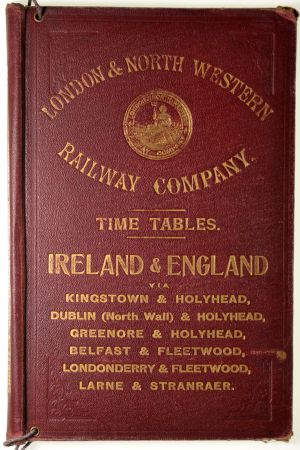 LONDON & NORTH WESTERN
RAILWAY COMPANY.
TIME TABLES.
IRELAND & ENGLAND
VIA
KINGSTOWN & HOLYHEAD,
DUBLIN (North Wall) & HOLYHEAD,
GREENORE & HOLYHEAD,
BELFAST & FLEETWOOD,
LONDONDERRY & FLEETWOOD,
LARNE & STRANRAER.